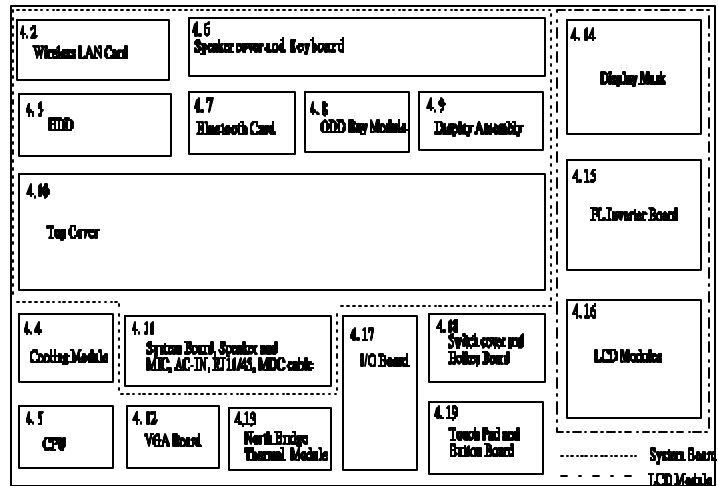 4.2
Wireless LAN Card
4.6
Speaker cover and Keyboard
4.14
Display Mask
4.3
HDD
4.7
Bluetooth Card
4.8
ODD Bay Module
4.9
Display Assembly
4.10
Top Cover
4.15
FL Inverter Board
4.4
Cooling Module
4.11
System Board, Speaker and
MIC, AC-IN, RJ11/45, MDC cable
4.17
I/O Board
4.18
Switch cover and
Hotkey Board
4.16
LCD Modules
4.5
CPU
4.12
VGA Board
4.13
North Bridge
Thermal Module
4.19
Touch Pad and
Button Board
System Board
LCD Module